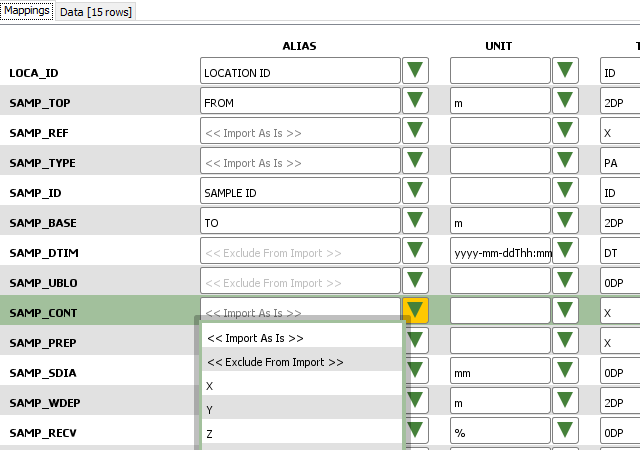 Mappings Data [15 rows]
ALIAS UNIT
LOCA_ID LOCATION ID ID
SAMP_TOP FROM m 2DP
SAMP_REF << Import As Is >> X
SAMP_TYPE << Import As Is >> PA
SAMP_ID SAMPLE ID ID
SAMP_BASE TO m 2DP
SAMP_DTIM << Exclude From Import >> yyyy-mm-ddThh:mm DT
SAMP_UBLO << Exclude From Import >> 0DP
SAMP_CONT << Import As Is >> X
SAMP_PREP << Import As Is >> X
<< Exclude From Import >>
SAMP_SDIA X mm 0DP
SAMP_WDEP Y m 2DP
SAMP_RECV Z % 0DP